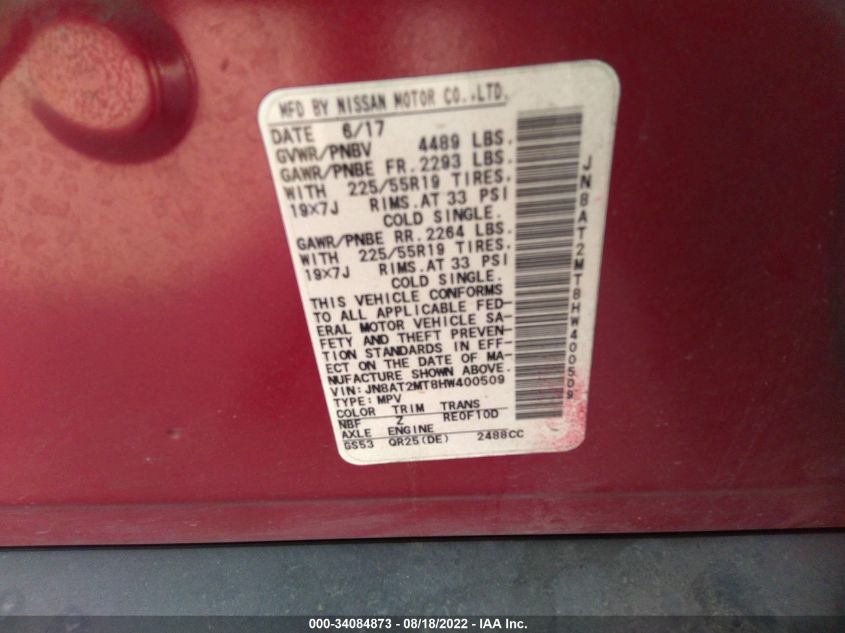 MFD BY NISSAN MOTOR CO.,LTD.
DATE 6/17
GVWR/PNBV 4489 LBS.
GAWR/PNBE FR. 2293 LBS.
WITH 225/55R19 TIRES.
19X7J RIMS. AT 33 PSI
COLD SINGLE.
GAWR/PNBE RR. 2264 LBS.
WITH 225/55R19 TIRES.
19X7J RIMS. AT 33 PSI
COLD SINGLE.
THIS VEHICLE CONFORMS
TO ALL APPLICABLE FED-
ERAL MOTOR VEHICLE SA-
FETY AND THEFT PREVEN-
TION STANDARDS IN EFF-
ECT ON THE DATE OF MA-
NUFACTURE SHOWN ABOVE.
VIN:JN8AT2MT8HW400509
TYPE:MPV
COLOR TRIM TRANS
NBF Z RE0F10D
AXLE ENGINE
GS53 QR25(DE) 2488CC
JN8AT2MT8HW400509
000-34084873 - 08/18/2022 - IAA Inc.